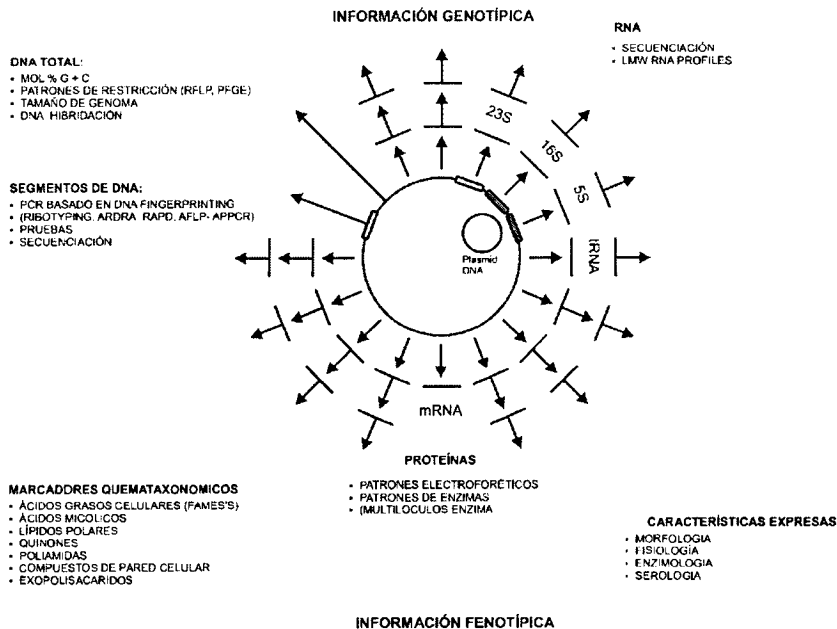 INFORMACIÓN GENOTÍPICA
RNA
• SECUENCIACIÓN
• LMW RNA PROFILES
DNA TOTAL:
• MOL % G + C
• PATRONES DE RESTRICCIÓN (RFLP, PFGE)
• TAMAÑO DE GENOMA
• DNA HIBRIDACIÓN
SEGMENTOS DE DNA:
• PCR BASADO EN DNA FINGERPRINTING
• (RIBOTYPING, ARDRA, RAPD, AFLP- APPCR)
• PRUEBAS
• SECUENCIACIÓN
23S
16S
5S
tRNA
Plasmid
DNA
mRNA
PROTEÍNAS
• PATRONES ELECTROFORÉTICOS
• PATRONES DE ENZIMAS
• (MULTILOCULOS ENZIMA
MARCADORES QUEMATAXONOMICOS
• ÁCIDOS GRASOS CELULARES (FAMES'S)
• ÁCIDOS MICOLICOS
• LÍPIDOS POLARES
• QUINONES
• POLIAMIDAS
• COMPUESTOS DE PARED CELULAR
• EXOPOLISACARIDOS
CARACTERÍSTICAS EXPRESAS
• MORFOLOGIA
• FISIOLOGÍA
• ENZIMOLOGIA
• SEROLOGIA
INFORMACIÓN FENOTÍPICA